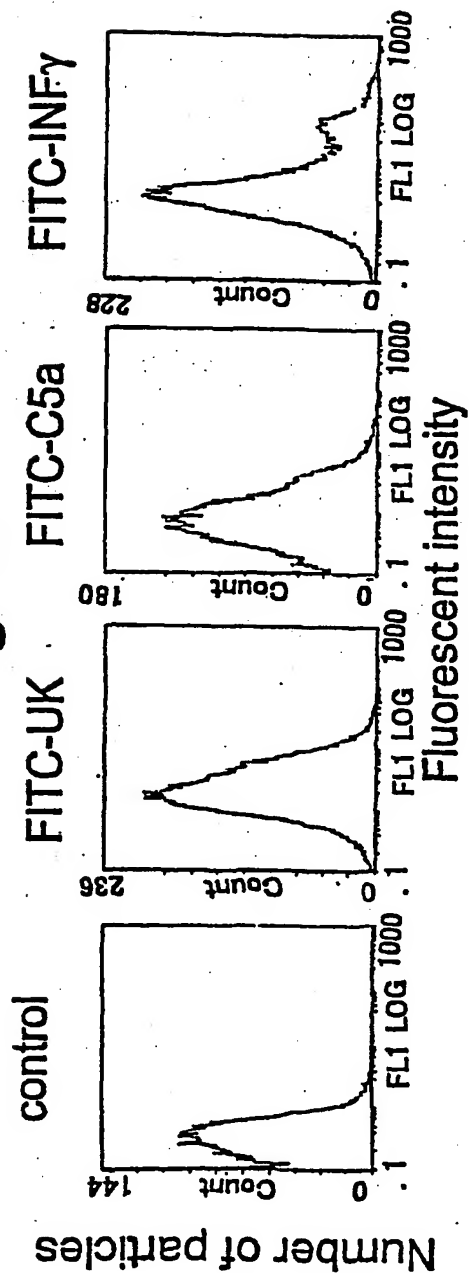 control
Number of particles
144
Count
0
.1
FL1 LOG
1000
FITC-UK
236
Count
0
.1
FL1 LOG
1000
FITC-C5a
180
Count
0
.1
FL1 LOG
1000
FITC-INFγ
228
Count
0
.1
FL1 LOG
1000
Fluorescent intensity